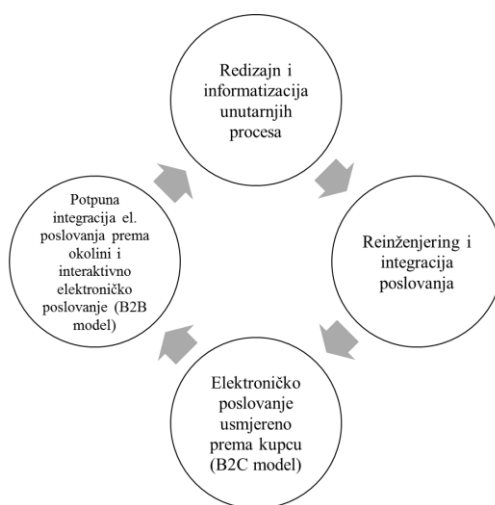 Redizajn i
informatizacija
unutarnjih
procesa
Reinženjering i
integracija
poslovanja
Elektroničko
poslovanje
usmjereno
prema kupcu
(B2C model)
Potpuna
integracija el.
poslovanja prema
okolini i
interaktivno
elektroničko
poslovanje (B2B
model)